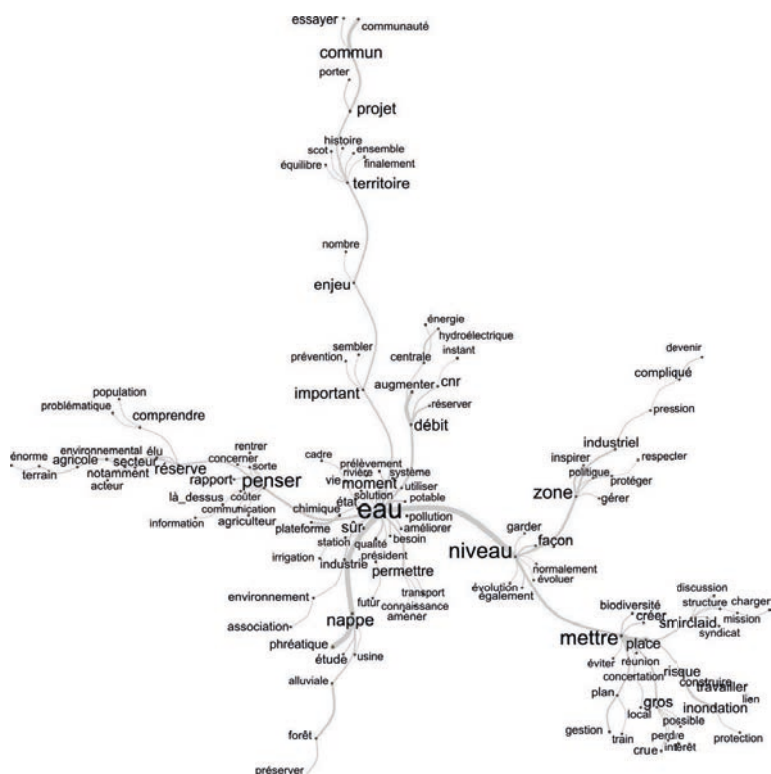 essayer
communauté
commun
porter
projet
histoire
scot
ensemble
équilibre
finalement
territoire
nombre
enjeu
énergie
hydroélectrique
sembler
instant
devenir
prévention
centrale
compliqué
augmenter
cnr
population
important
réserver
pression
problématique
comprendre
débit
industriel
environnemental
élu
rentrer
inspirer
respecter
énorme
agricole
secteur
concerner
cadre
prélèvement
politique
terrain
notamment
réserve
sorte
rivière
système
protéger
acteur
rapport
penser
vie
moment
utiliser
zone
gérer
là_dessus
coûter
état
solution
potable
communication
chimique
eau
pollution
garder
information
agriculteur
plateforme
sûr
améliorer
façon
station
qualité
besoin
niveau
irrigation
industrie
président
normalement
permettre
évoluer
évolution
également
environnement
transport
discussion
futur
connaissance
biodiversité
structure
charger
association
nappe
amener
créer
smirclaid
mission
syndicat
phréatique
mettre
place
étude
usine
éviter
réunion
concertation
risque
alluviale
plan
construire
travailler
gros
lien
local
inondation
forêt
possible
gestion
train
perdre
protection
crue
intérêt
préserver